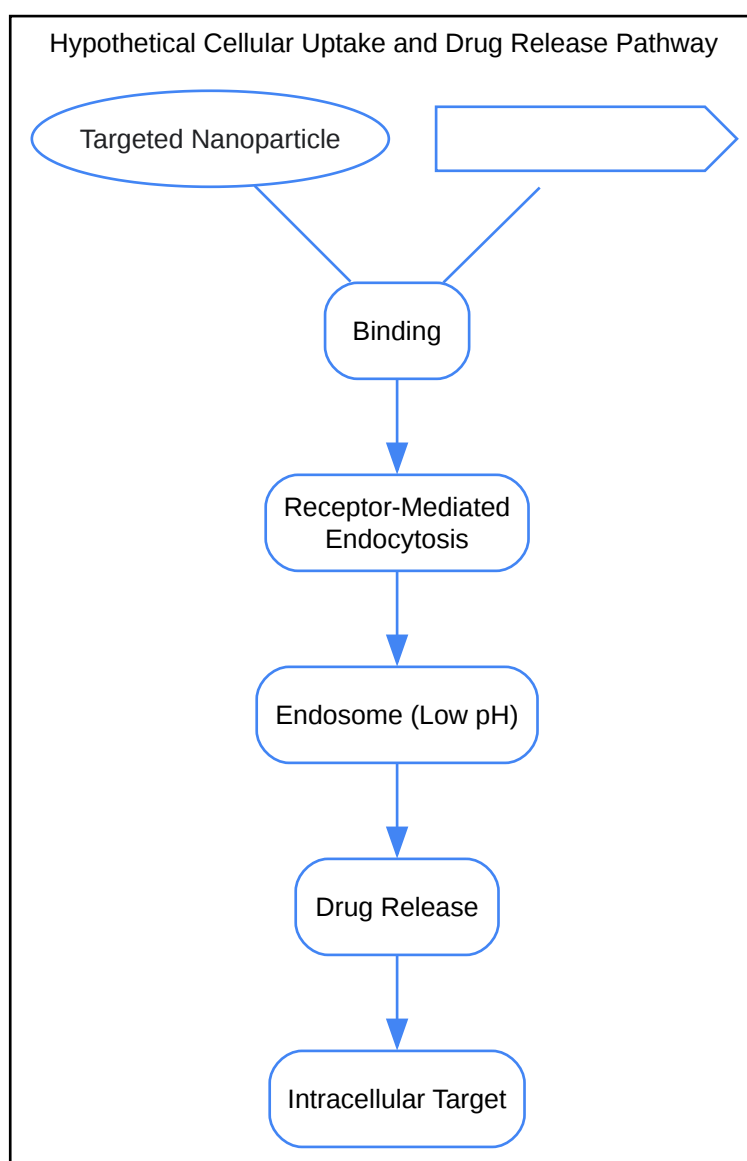 Hypothetical Cellular Uptake and Drug Release Pathway
Targeted Nanoparticle
Binding
Receptor-Mediated
Endocytosis
Endosome (Low pH)
Drug Release
Intracellular Target